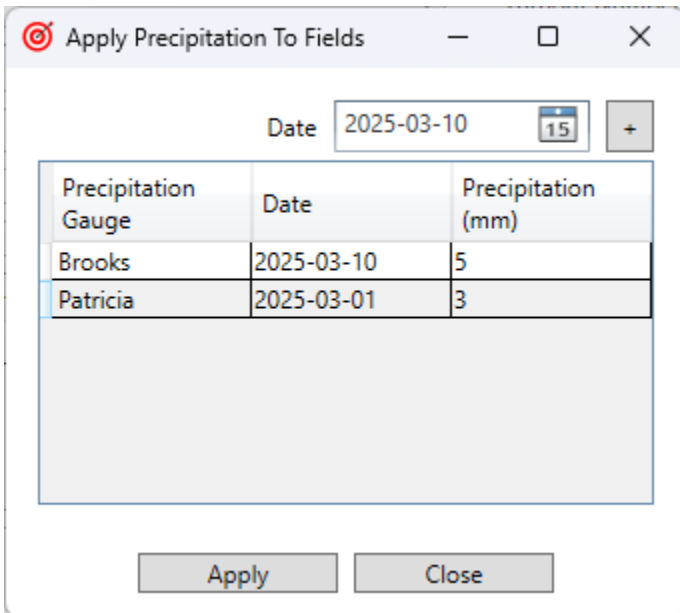 Apply Precipitation To Fields
Date 2025-03-10 15 +
Precipitation Gauge Date Precipitation (mm)
Brooks 2025-03-10 5
Patricia 2025-03-01 3
Apply Close